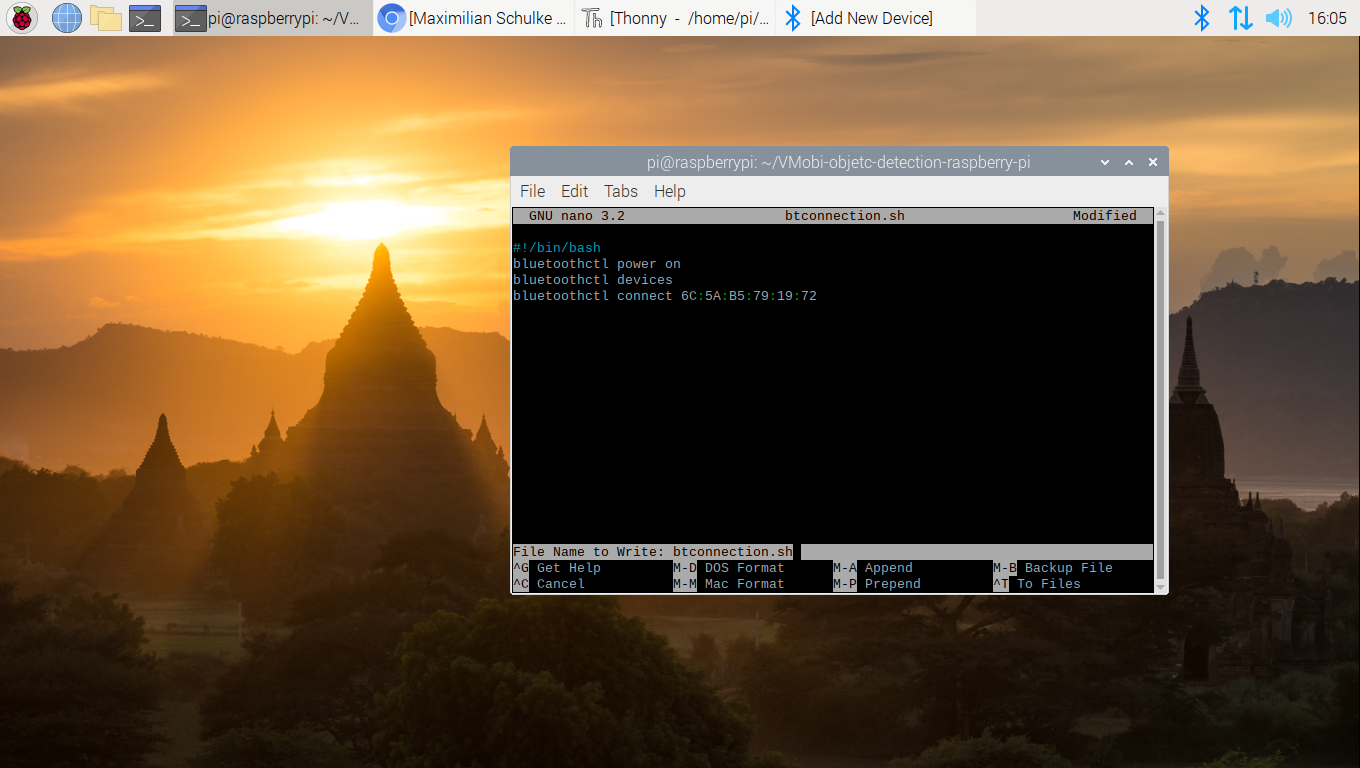 pi@raspberrypi: ~/V...
[Maximilian Schulke ...
Th [Thonny - /home/pi/...
[Add New Device]
16:05
pi@raspberrypi: ~/VMobi-objetc-detection-raspberry-pi
File Edit Tabs Help
GNU nano 3.2 btconnection.sh Modified
#!/bin/bash
bluetoothctl power on
bluetoothctl devices
bluetoothctl connect 6C:5A:B5:79:19:72
File Name to Write: btconnection.sh
^G Get Help M-D DOS Format M-A Append M-B Backup File
^C Cancel M-M Mac Format M-P Prepend ^T To Files